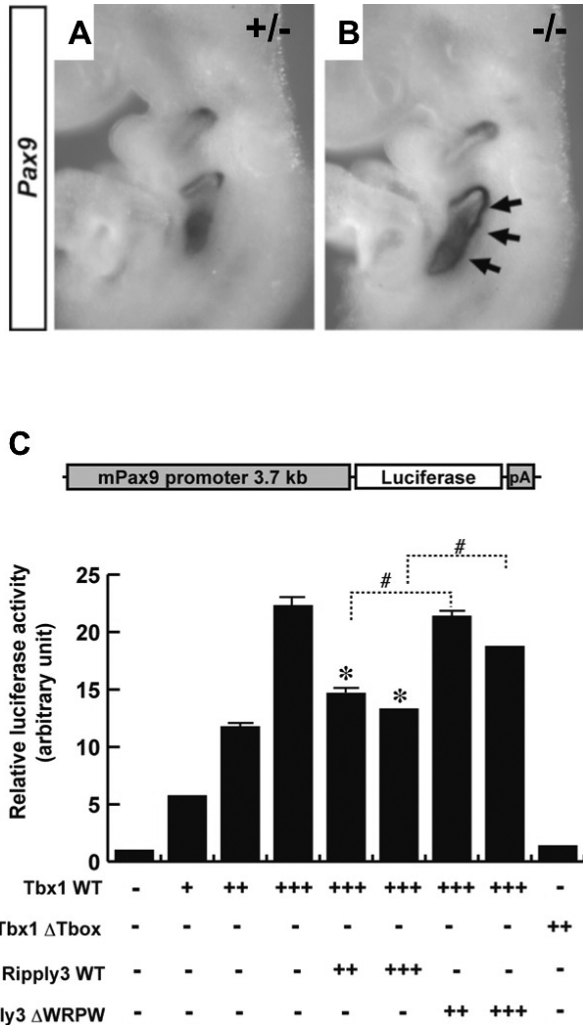 A +/-
B -/-
Pax9
C
mPax9 promoter 3.7 kb Luciferase pA
Relative luciferase activity
(arbitrary unit)
25
20
15
10
5
0
# #
* *
Tbx1 WT - + ++ +++ +++ +++ +++ +++ -
Tbx1 ΔTbox - - - - - - - - ++
Ripply3 WT - - - - ++ +++ - - -
ly3 ΔWRPW - - - - - - ++ +++ -